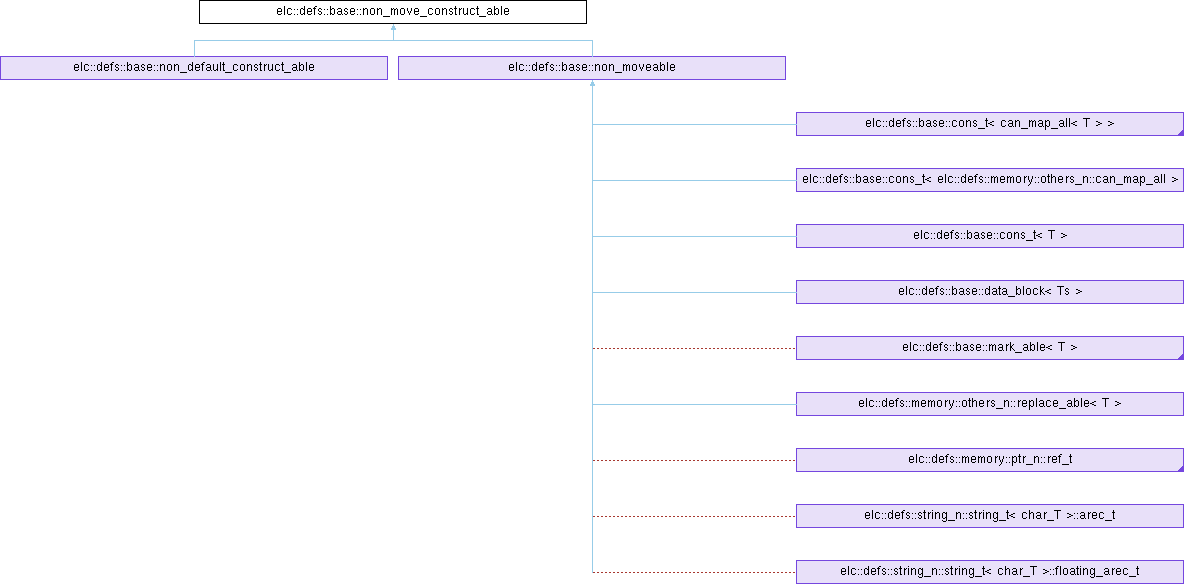 elc::defs::base::non_move_construct_able
elc::defs::base::non_default_construct_able
elc::defs::base::non_moveable
elc::defs::base::cons_t< can_map_all< T > >
elc::defs::base::cons_t< elc::defs::memory::others_n::can_map_all >
elc::defs::base::cons_t< T >
elc::defs::base::data_block< Ts >
elc::defs::base::mark_able< T >
elc::defs::memory::others_n::replace_able< T >
elc::defs::memory::ptr_n::ref_t
elc::defs::string_n::string_t< char_T >::arec_t
elc::defs::string_n::string_t< char_T >::floating_arec_t